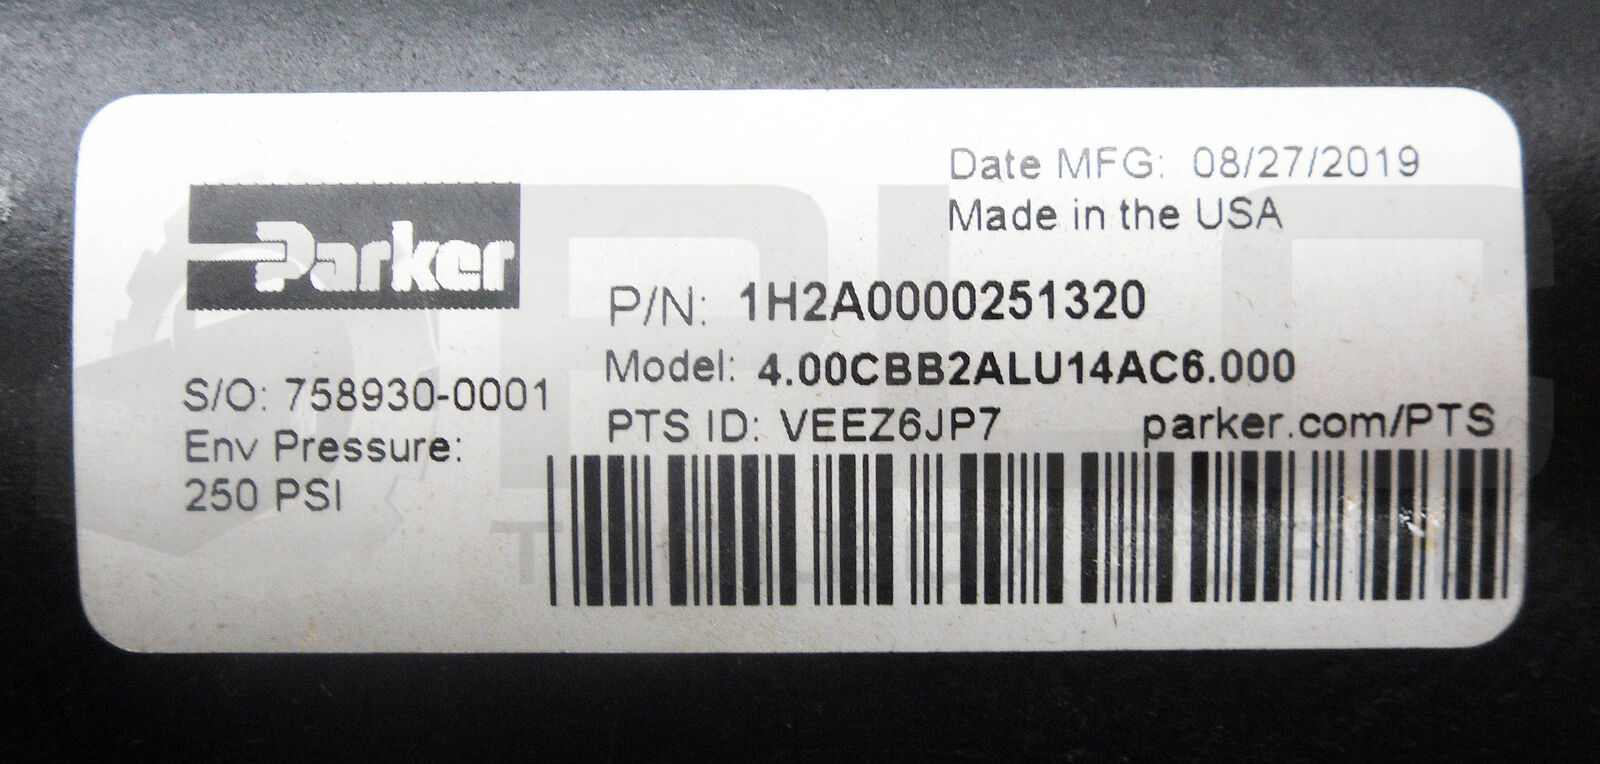 Date MFG: 08/27/2019
Made in the USA
Parker
P/N: 1H2A0000251320
Model: 4.00CBB2ALU14AC6.000
S/O: 758930-0001
PTS ID: VEEZ6JP7 parker.com/PTS
Env Pressure:
250 PSI
PLC